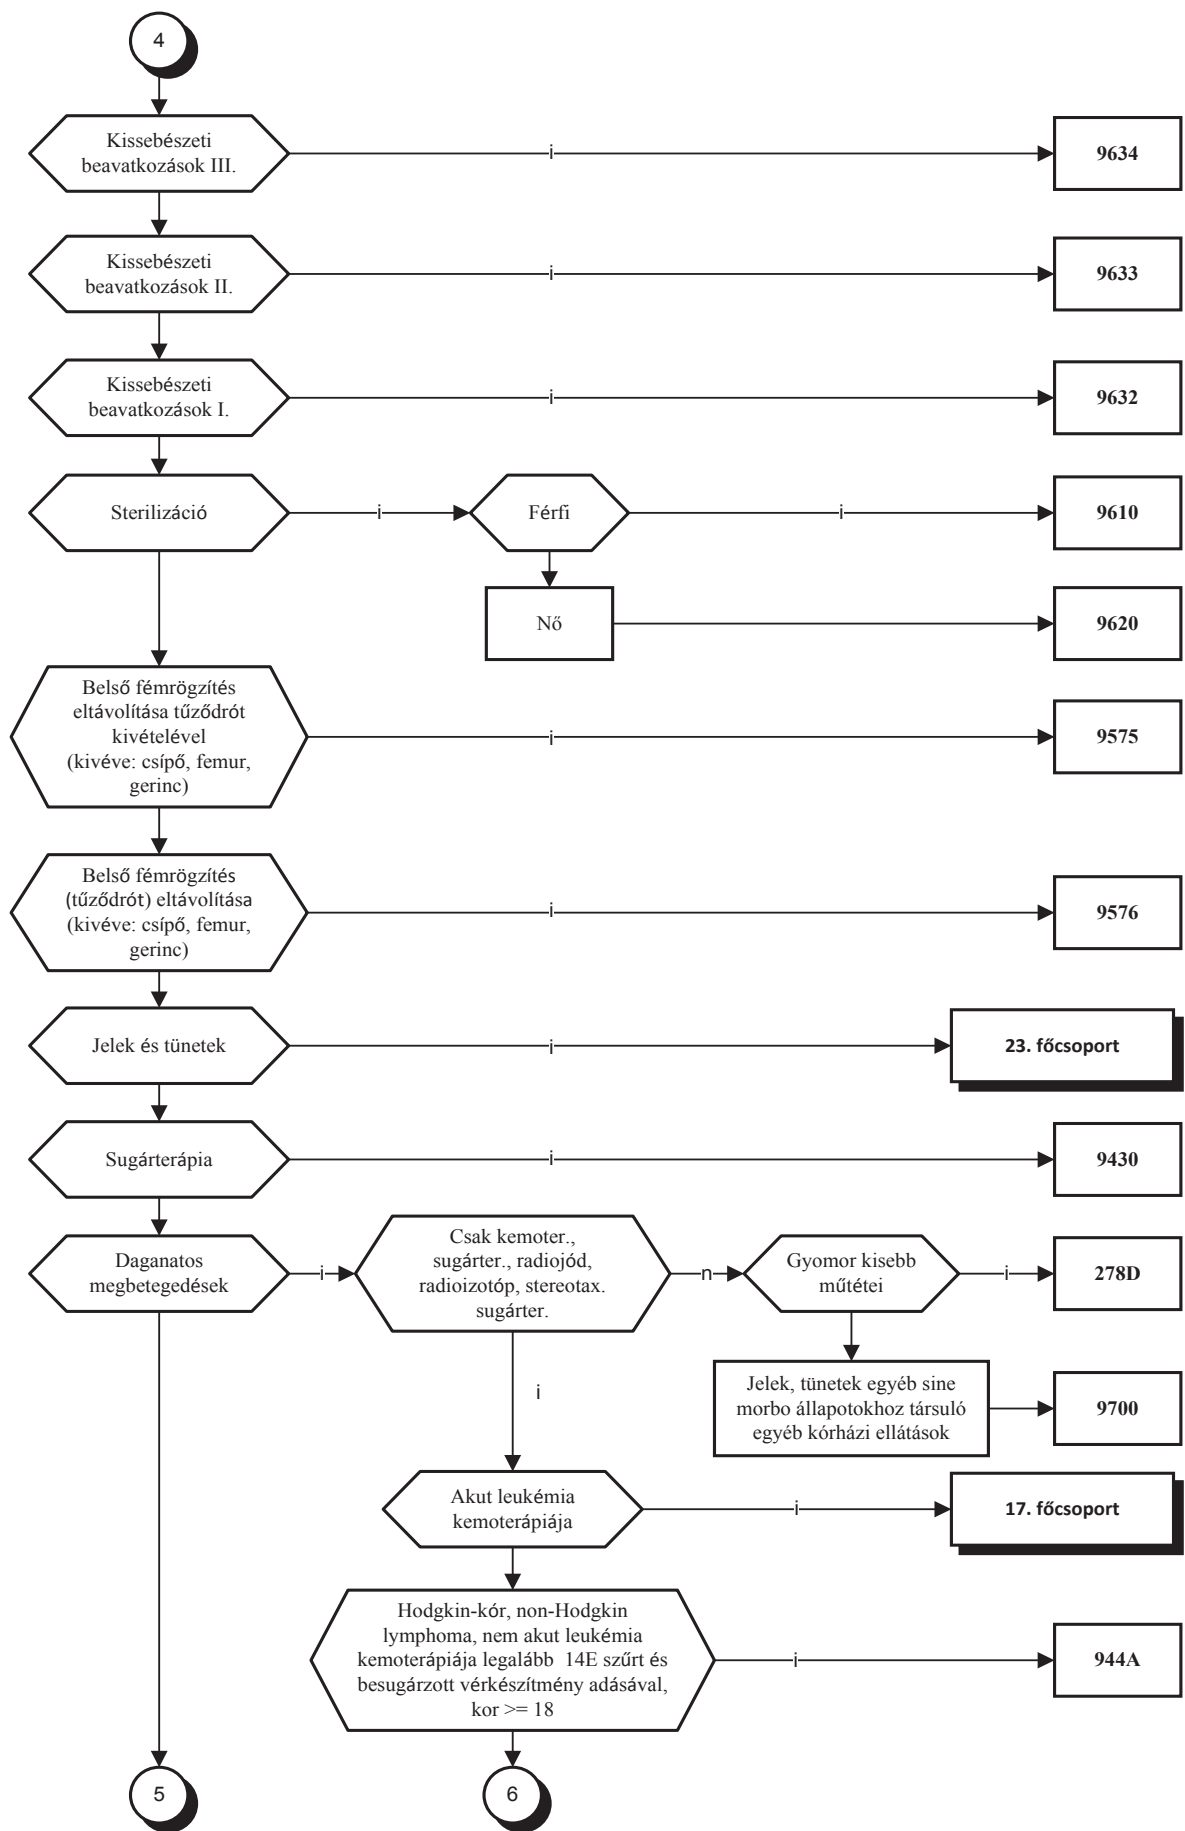 4
Kissebészeti
beavatkozások III.
i
9634
Kissebészeti
beavatkozások II.
i
9633
Kissebészeti
beavatkozások I.
i
9632
Sterilizáció
i
Férfi
i
9610
Nő
9620
Belső fémrögzítés
eltávolítása tűződrót
kivételével
(kivéve: csípő, femur,
gerinc)
i
9575
Belső fémrögzítés
(tűződrót) eltávolítása
(kivéve: csípő, femur,
gerinc)
i
9576
Jelek és tünetek
i
23. főcsoport
Sugárterápia
i
9430
Daganatos
megbetegedések
i
Csak kemoter.,
sugárter., radiojód,
radioizotóp, stereotax.
sugárter.
n
Gyomor kisebb
műtétei
i
278D
i
Jelek, tünetek egyéb sine
morbo állapotokhoz társuló
egyéb kórházi ellátások
9700
Akut leukémia
kemoterápiája
i
17. főcsoport
Hodgkin-kór, non-Hodgkin
lymphoma, nem akut leukémia
kemoterápiája legalább 14E szűrt és
besugárzott vérkészítmény adásával,
kor >= 18
i
944A
5
6